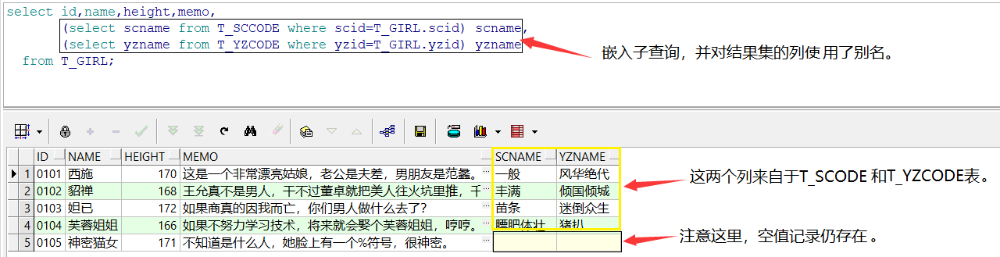 select id,name,height,memo,
(select scname from T_SCCODE where scid=T_GIRL.scid) scname,
(select yzname from T_YZCODE where yzid=T_GIRL.yzid) yzname
from T_GIRL;
嵌入子查询，并对结果集的列使用了别名。
ID NAME HEIGHT MEMO SCNAME YZNAME
1 0101 西施 170 这是一个非常漂亮姑娘，老公是夫差，男朋友是范蠡。 … 一般 风华绝代
2 0102 貂禅 168 王允真不是男人，干不过董卓就把美人往火坑里推，千 … 丰满 倾国倾城
3 0103 妲已 172 如果商真的因我而亡，你们男人做什么去了？ … 苗条 迷倒众生
4 0104 芙蓉姐姐 166 如果不努力学习技术，将来就会娶个芙蓉姐姐，哼哼。 … 膘肥体壮 猪扒
5 0105 神密猫女 171 不知道是什么人，她脸上有一个%符号，很神密。 …
这两个列来自于T_SCODE 和T_YZCODE表。
注意这里，空值记录仍存在 。